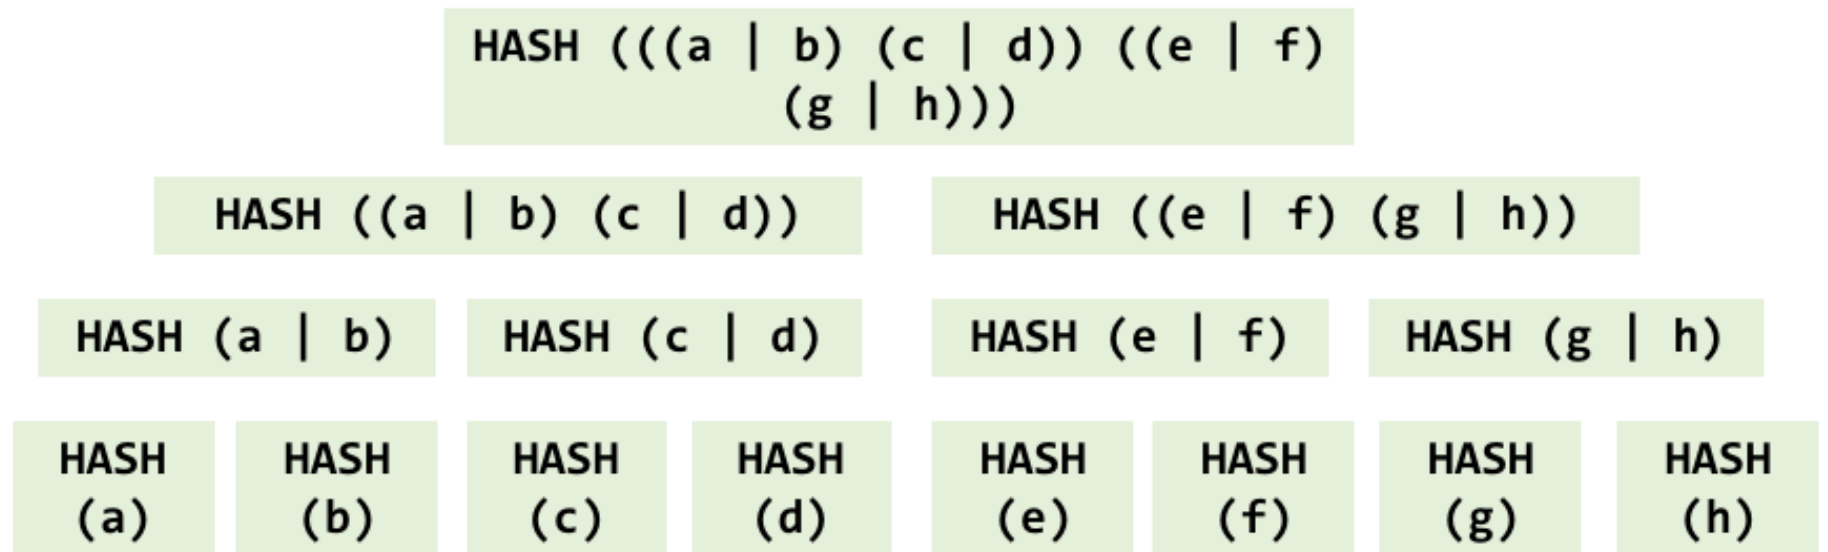 HASH (((a | b) (c | d)) ((e | f)
(g | h)))
HASH ((a | b) (c | d))
HASH ((e | f) (g | h))
HASH (a | b)
HASH (c | d)
HASH (e | f)
HASH (g | h)
HASH
(a)
HASH
(b)
HASH
(c)
HASH
(d)
HASH
(e)
HASH
(f)
HASH
(g)
HASH
(h)